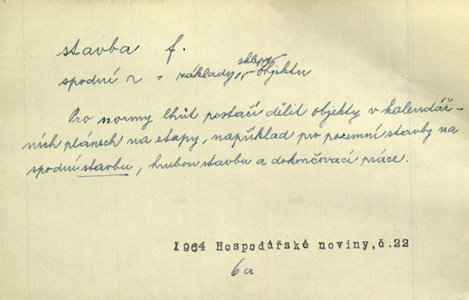 stavba f.
sklepy
spodní ~ = základy, objektu
Pro normy lhůt postačí dělit objekty v kalendář-
ních plánech na etapy, například pro pozemní stavby na
spodní stavbu, hrubou stavbu a dokončovací práce.
1964 Hospodářské noviny,č.22
6a